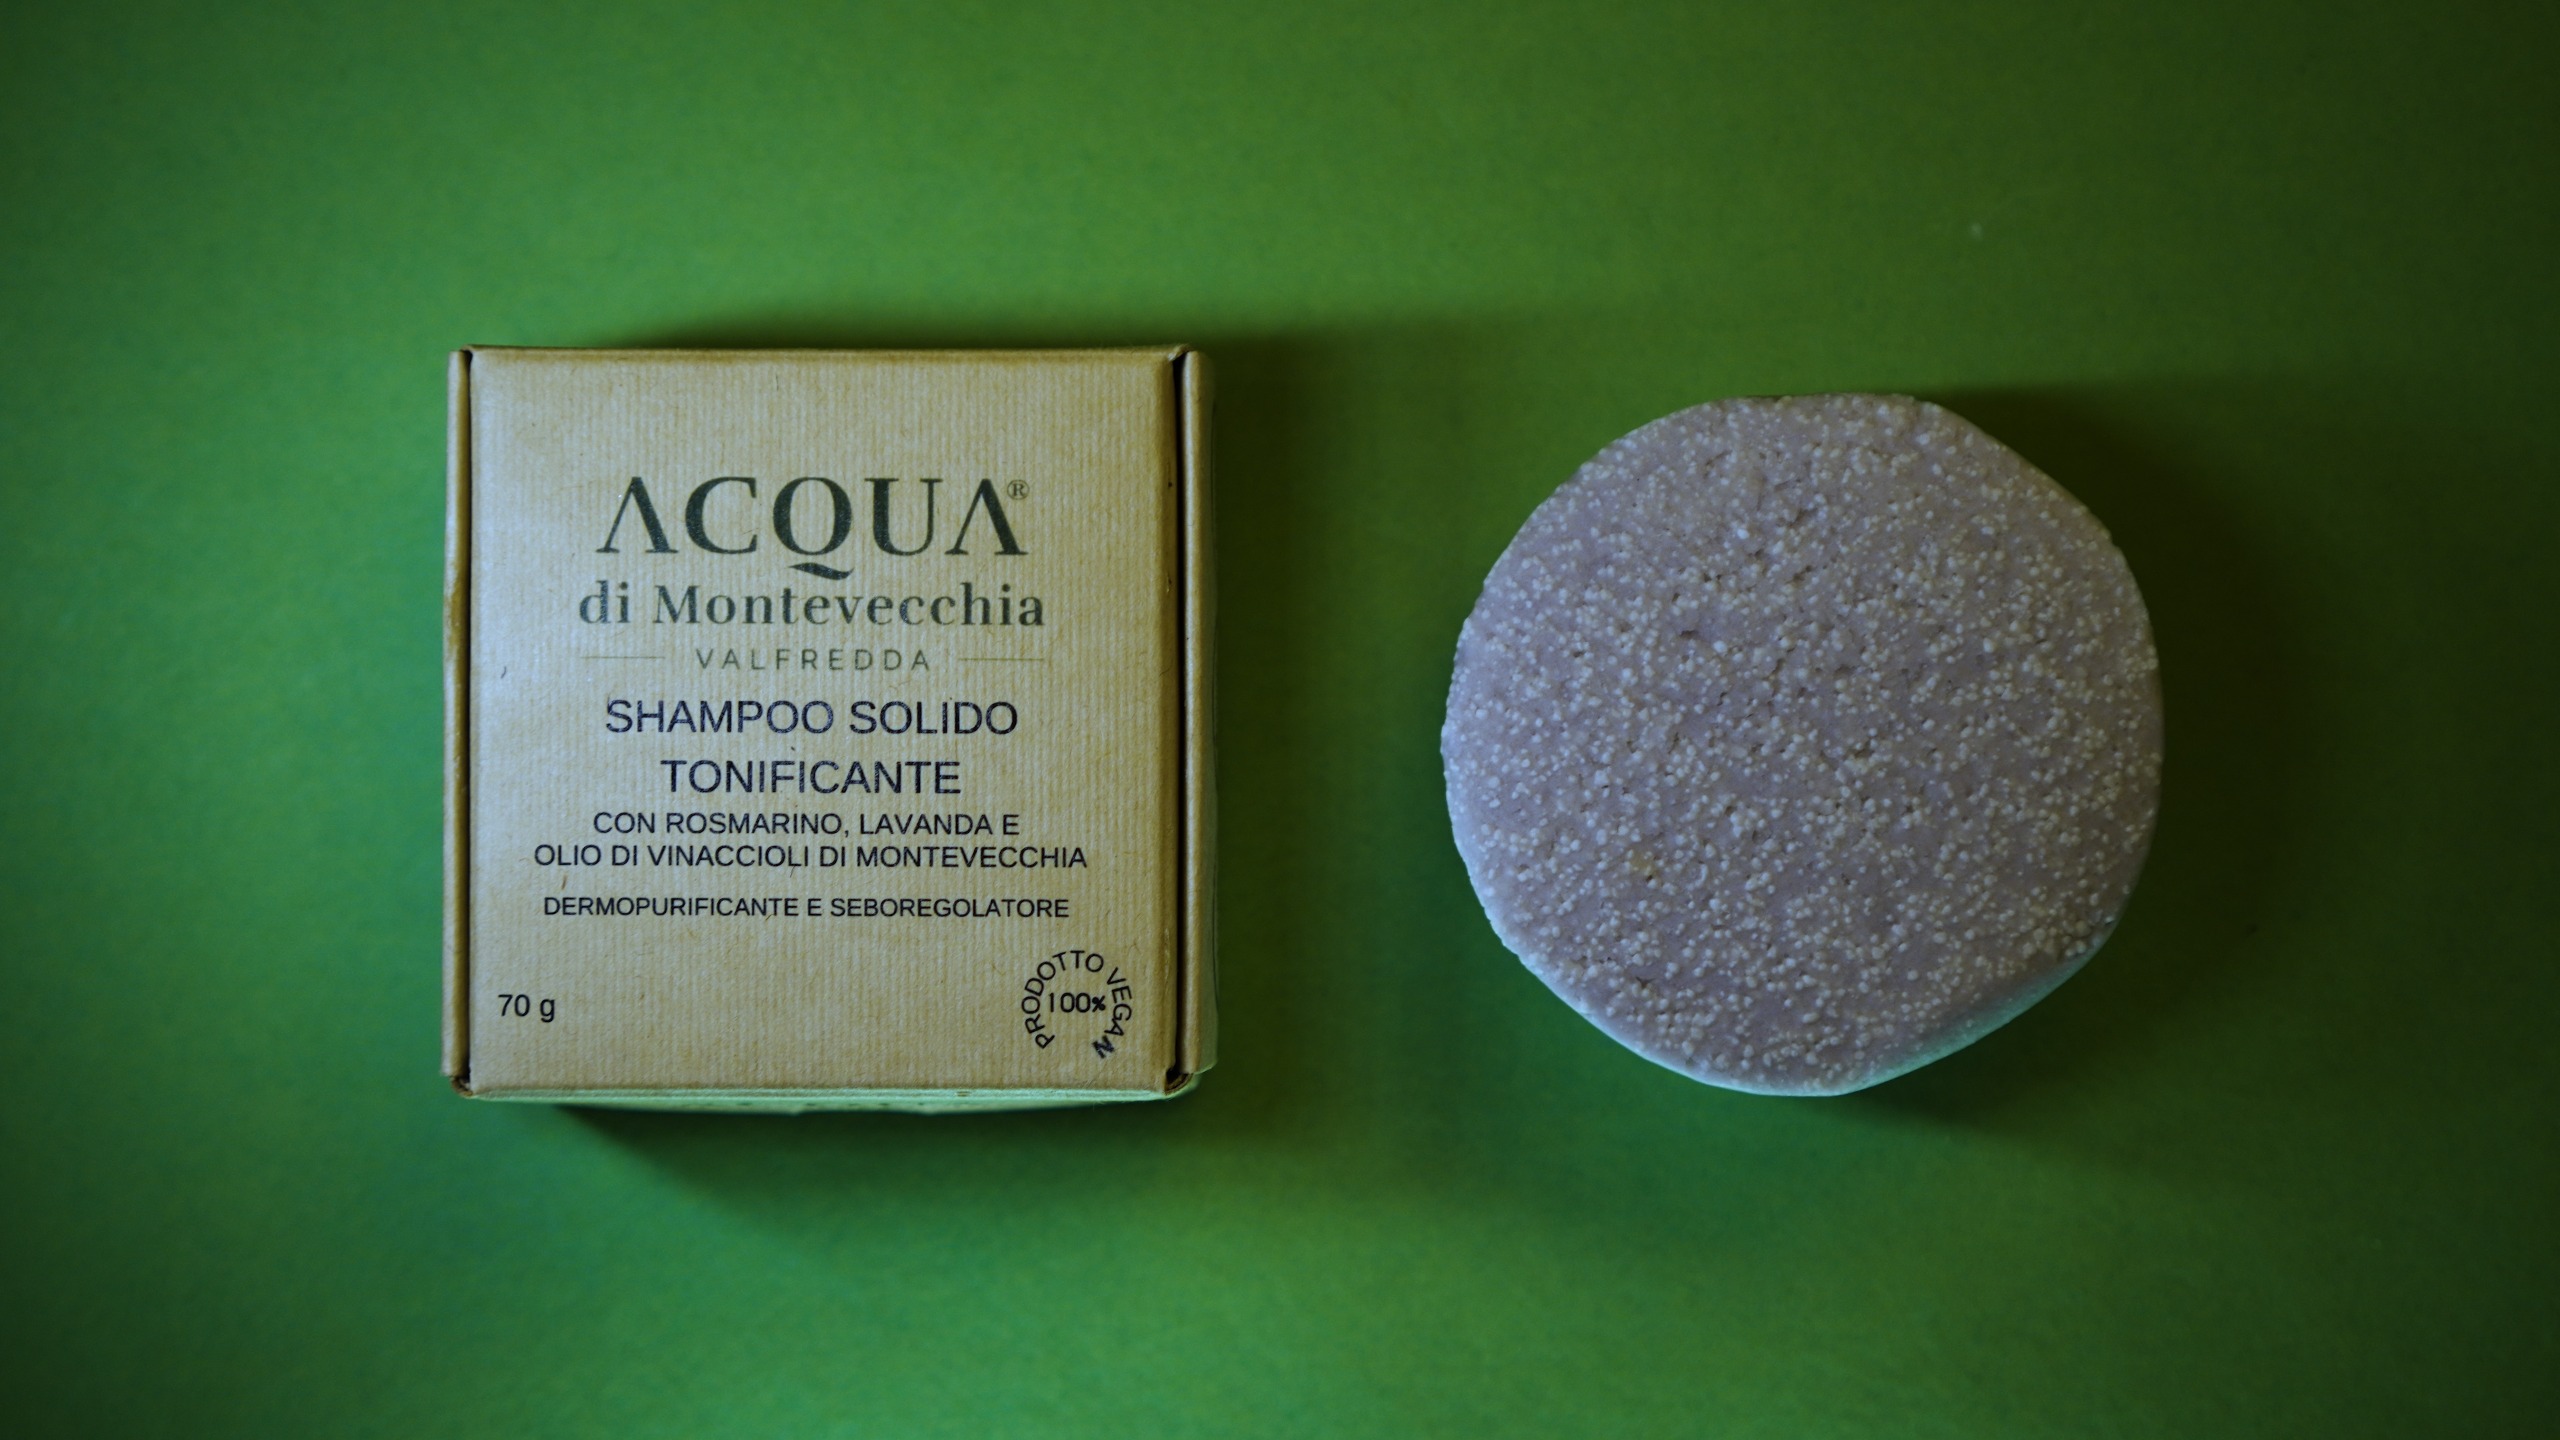 ACQUA®
di Montevecchia
VALFREDDA
SHAMPOO SOLIDO
TONIFICANTE
CON ROSMARINO, LAVANDA E
OLIO DI VINACCIOLI DI MONTEVECCHIA
DERMOPURIFICANTE E SEBOREGOLATORE
70 g
PRODOTTO VEGAN
100%